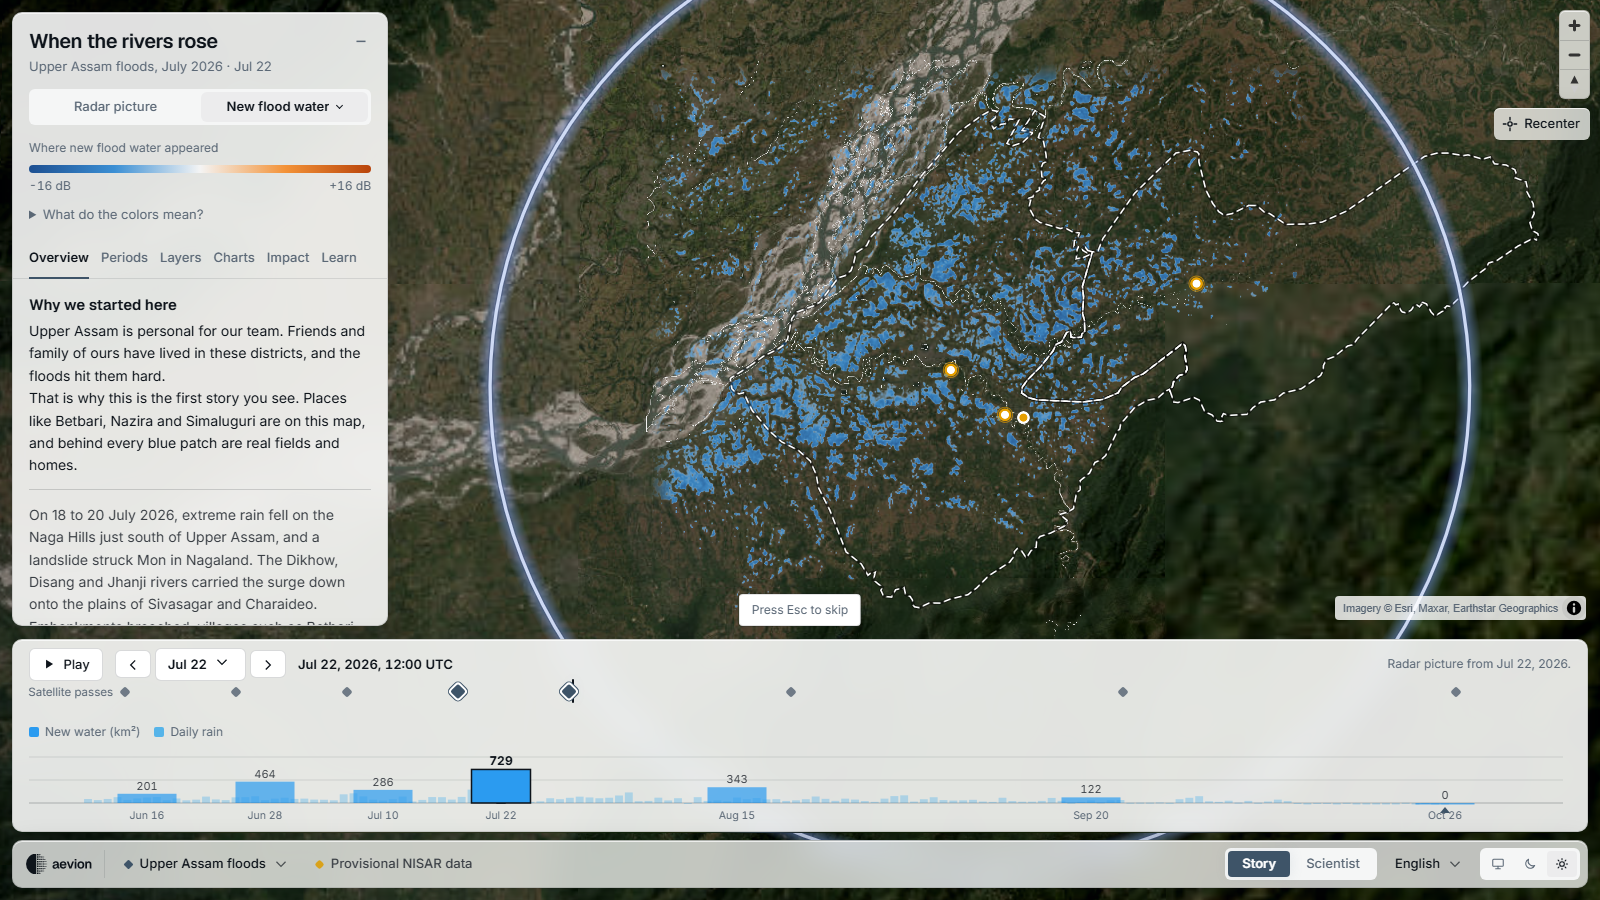 When the rivers rose
Upper Assam floods, July 2026 · Jul 22
Radar picture
New flood water
Where new flood water appeared
-16 dB
+16 dB
What do the colors mean?
Overview
Periods
Layers
Charts
Impact
Learn
Why we started here
Upper Assam is personal for our team. Friends and
family of ours have lived in these districts, and the
floods hit them hard.
That is why this is the first story you see. Places
like Betbari, Nazira and Simaluguri are on this map,
and behind every blue patch are real fields and
homes.
On 18 to 20 July 2026, extreme rain fell on the
Naga Hills just south of Upper Assam, and a
landslide struck Mon in Nagaland. The Dikhow,
Disang and Jhanji rivers carried the surge down
onto the plains of Sivasagar and Charaideo.
Recenter
Press Esc to skip
Imagery © Esri, Maxar, Earthstar Geographics
Play
Jul 22
Jul 22, 2026, 12:00 UTC
Radar picture from Jul 22, 2026.
Satellite passes
New water (km²)
Daily rain
201
464
286
729
343
122
0
Jun 16
Jun 28
Jul 10
Jul 22
Aug 15
Sep 20
Oct 26
aevion
Upper Assam floods
Provisional NISAR data
Story
Scientist
English